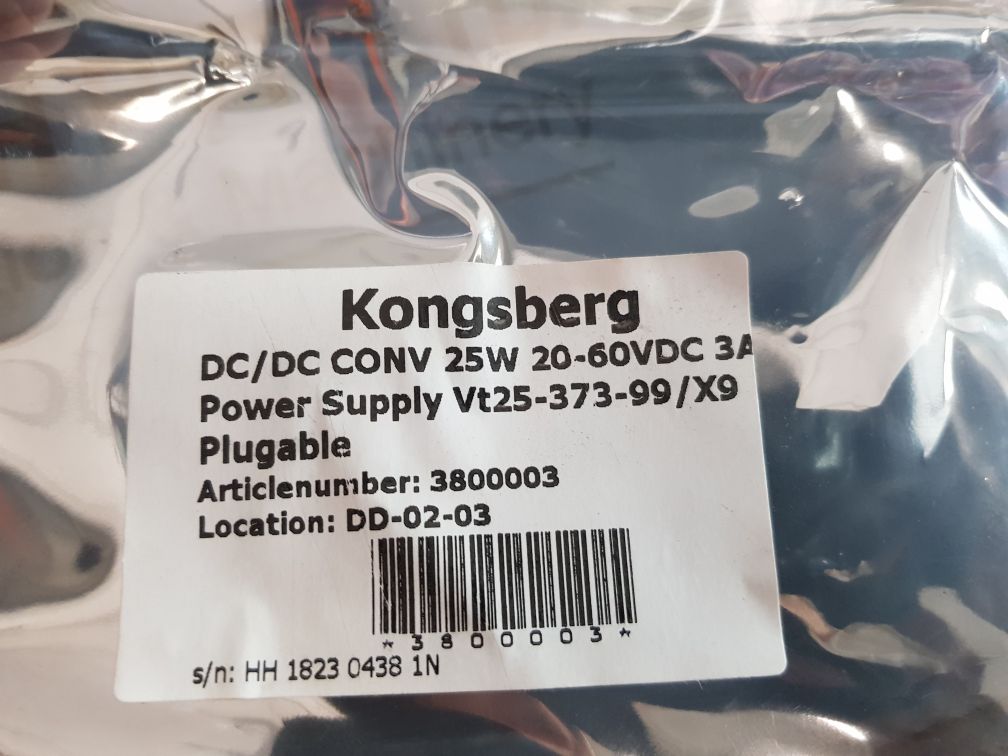 Kongsberg
DC/DC CONV 25W 20-60VDC 3A
Power Supply Vt25-373-99/X9
Plugable
Articlenumber: 3800003
Location: DD-02-03
*3800003*
s/n: HH 1823 0438 1N